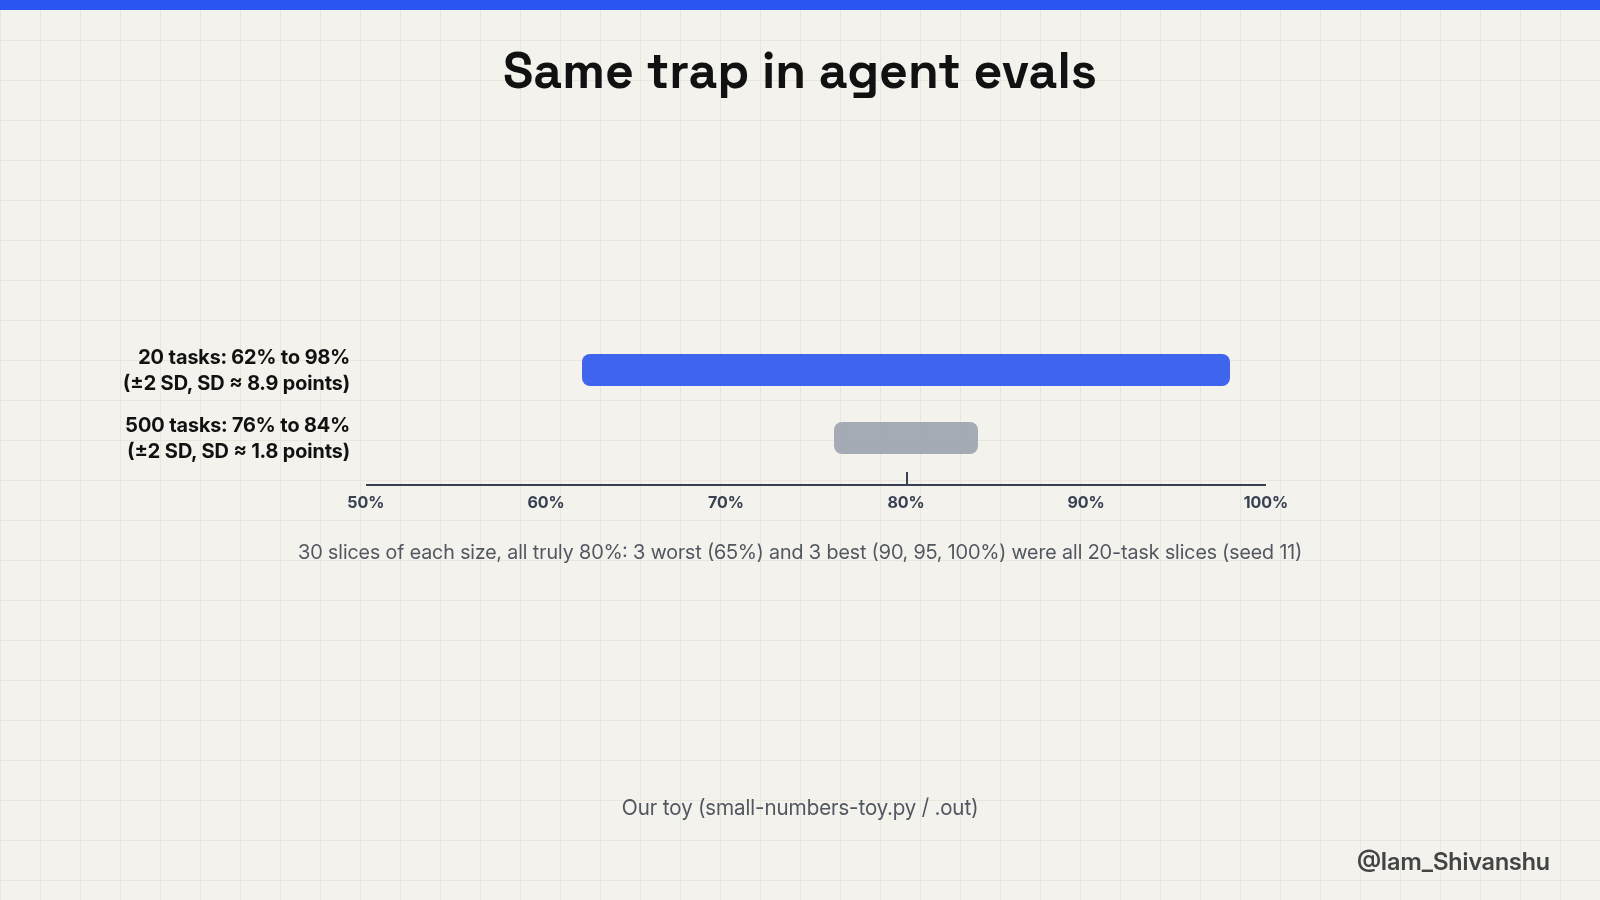 Same trap in agent evals
20 tasks: 62% to 98%
(±2 SD, SD ≈ 8.9 points)
500 tasks: 76% to 84%
(±2 SD, SD ≈ 1.8 points)
50% 60% 70% 80% 90% 100%
30 slices of each size, all truly 80%: 3 worst (65%) and 3 best (90, 95, 100%) were all 20-task slices (seed 11)
Our toy (small-numbers-toy.py / .out)
@Iam_Shivanshu